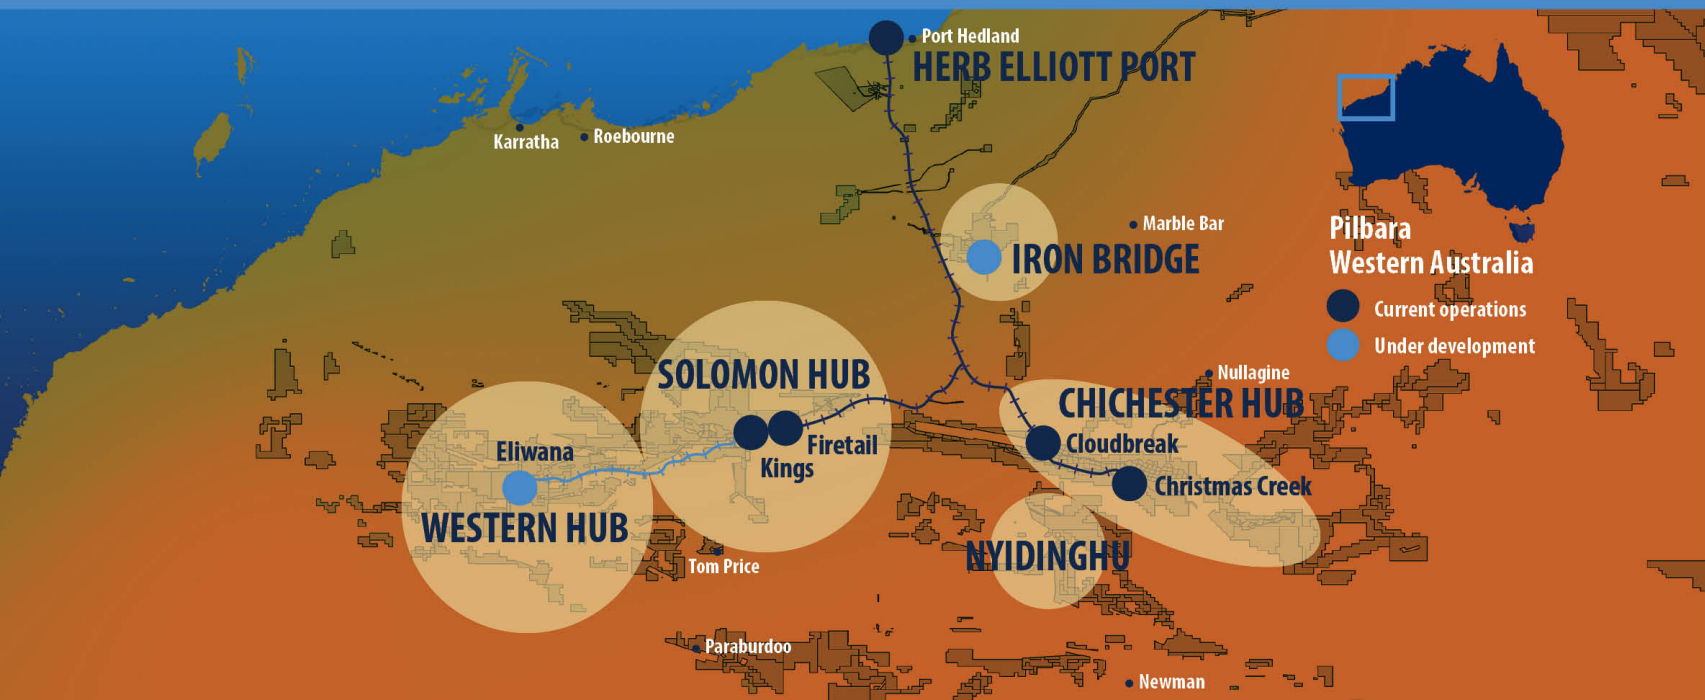 Port Hedland
HERB ELLIOTT PORT
Karratha
Roebourne
Marble Bar
IRON BRIDGE
Pilbara
Western Australia
Current operations
Under development
SOLOMON HUB
Nullagine
CHICHESTER HUB
Eliwana
Firetail
Kings
Cloudbreak
Christmas Creek
WESTERN HUB
NYIDINGHU
Tom Price
Paraburdoo
Newman